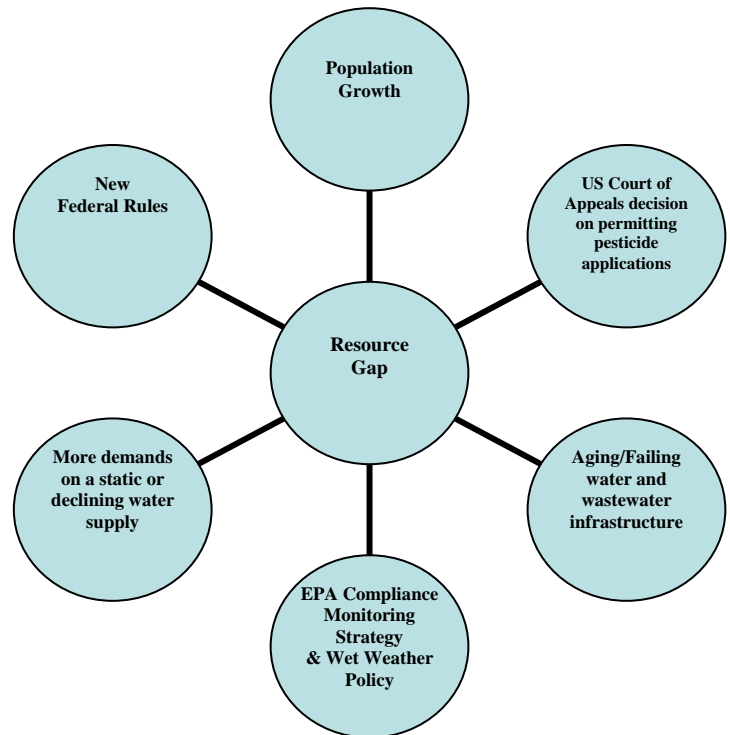 Population
Growth
New
Federal Rules
US Court of
Appeals decision
on permitting
pesticide
applications
Resource
Gap
More demands
on a static or
declining water
supply
Aging/Failing
water and
wastewater
infrastructure
EPA Compliance
Monitoring
Strategy
& Wet Weather
Policy